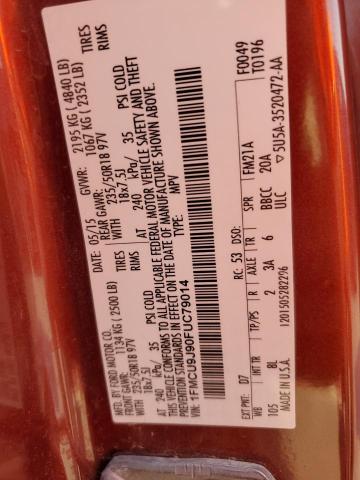 MFD. BY FORD MOTOR CO.
DATE: 05/15 GVWR: 2195 KG ( 4840 LB)
FRONT GAWR: 1134 KG ( 2500 LB) REAR GAWR: 1067 KG ( 2352 LB)
WITH 235/50R18 97V TIRES WITH 235/50R18 97V TIRES
18x7.5J RIMS 18x7.5J RIMS
AT 240 kPa/ 35 PSI COLD AT 240 kPa/ 35 PSI COLD
THIS VEHICLE CONFORMS TO ALL APPLICABLE FEDERAL MOTOR VEHICLE SAFETY AND THEFT
PREVENTION STANDARDS IN EFFECT ON THE DATE OF MANUFACTURE SHOWN ABOVE.
VIN: 1FMCU9J90FUC79014 TYPE: MPV
F0049
T0196
EXT PNT: D7 RC: 53 DSO:
WB INT TR TP/PS R AXLE TR SPR FM21A
105 BL 2 3A 6 BBCC 20A
ULC
MADE IN U.S.A. 1201505282296 5U5A-3520472-AA